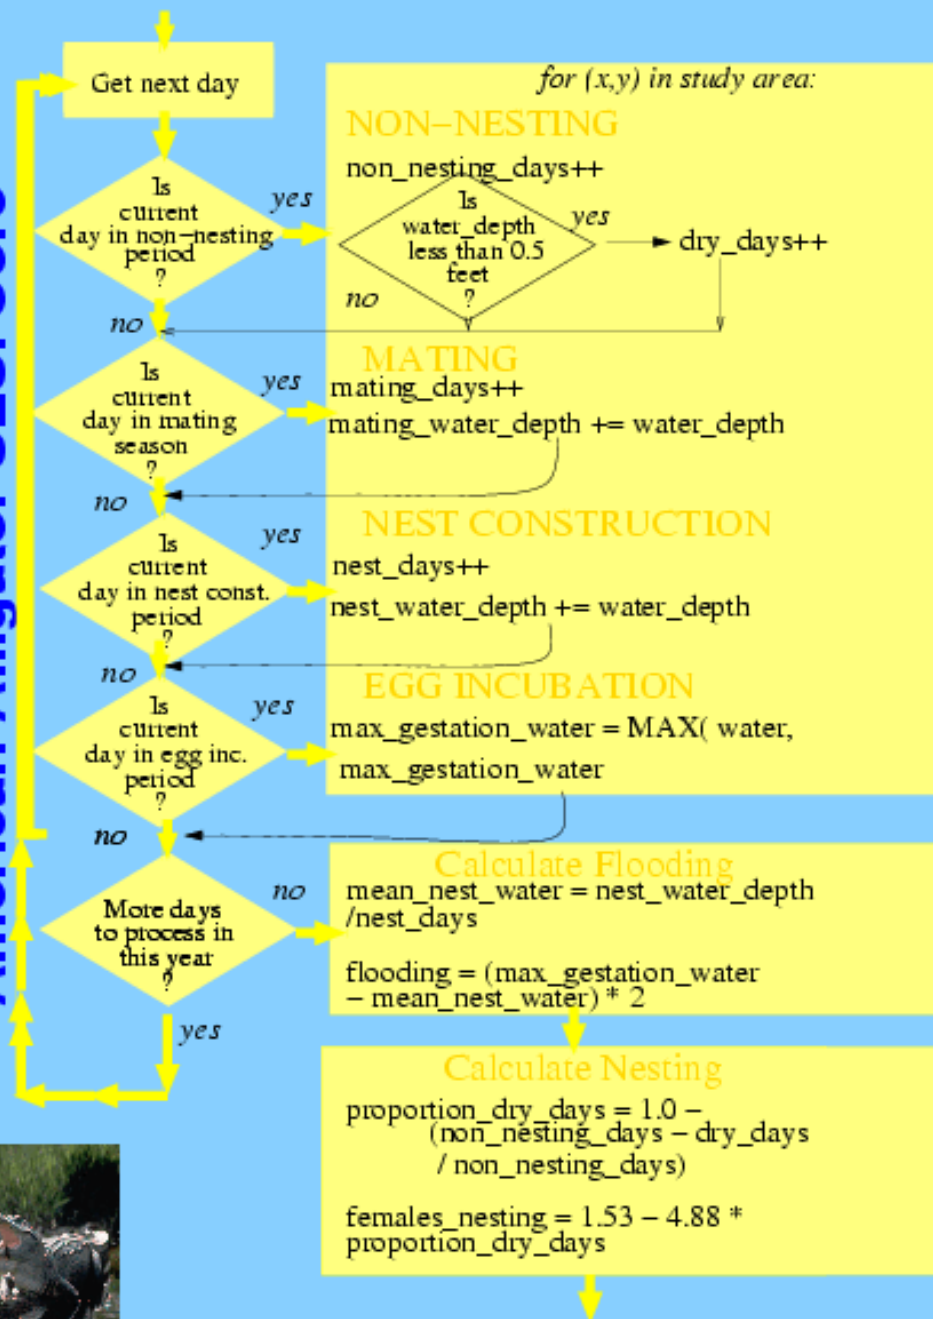 Get next day
for (x,y) in study area:
NON–NESTING
non_nesting_days++
Is
current
day in non–nesting
period
?
yes
no
Is
water_depth
less than 0.5
feet
?
yes
no
dry_days++
Is
current
day in mating
season
?
yes
no
MATING
mating_days++
mating_water_depth += water_depth
Is
current
day in nest const.
period
?
yes
no
NEST CONSTRUCTION
nest_days++
nest_water_depth += water_depth
Is
current
day in egg inc.
period
?
yes
no
EGG INCUBATION
max_gestation_water = MAX( water,
max_gestation_water
More days
to process in
this year
?
no
yes
Calculate Flooding
mean_nest_water = nest_water_depth
/nest_days
flooding = (max_gestation_water
– mean_nest_water) * 2
Calculate Nesting
proportion_dry_days = 1.0 –
(non_nesting_days – dry_days
/ non_nesting_days)
females_nesting = 1.53 – 4.88 *
proportion_dry_days